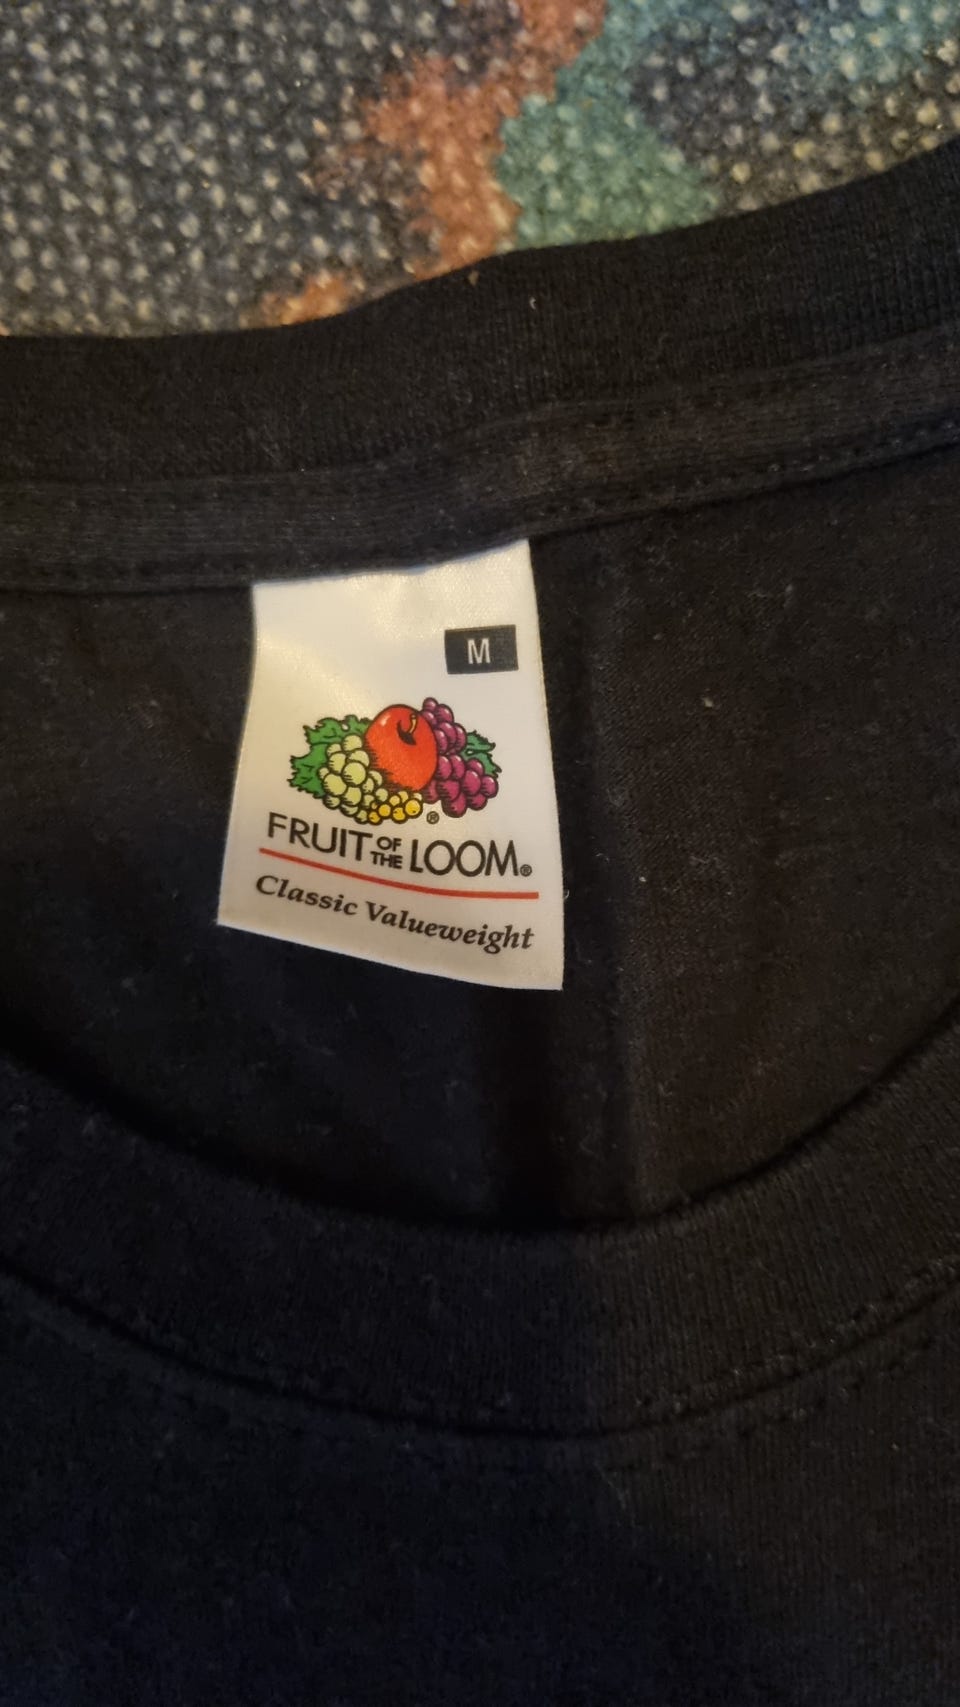 M
®
FRUIT OF THE LOOM®
Classic Valueweight